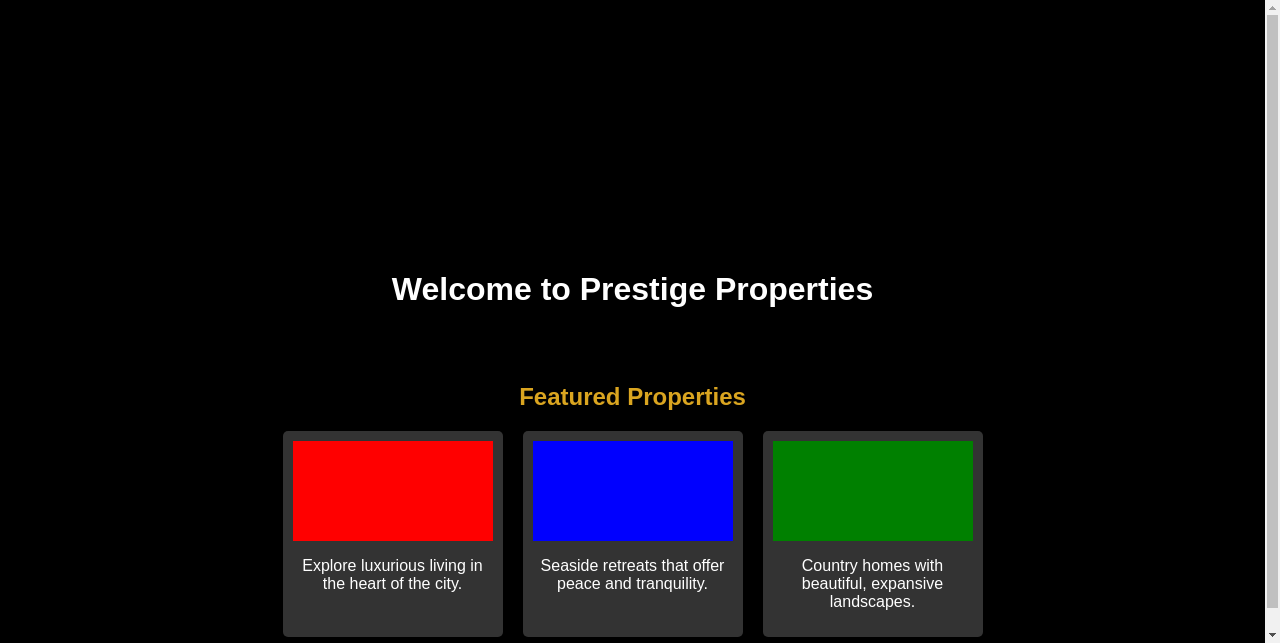 Welcome to Prestige Properties
Featured Properties
Explore luxurious living in
the heart of the city.
Seaside retreats that offer
peace and tranquility.
Country homes with
beautiful, expansive
landscapes.